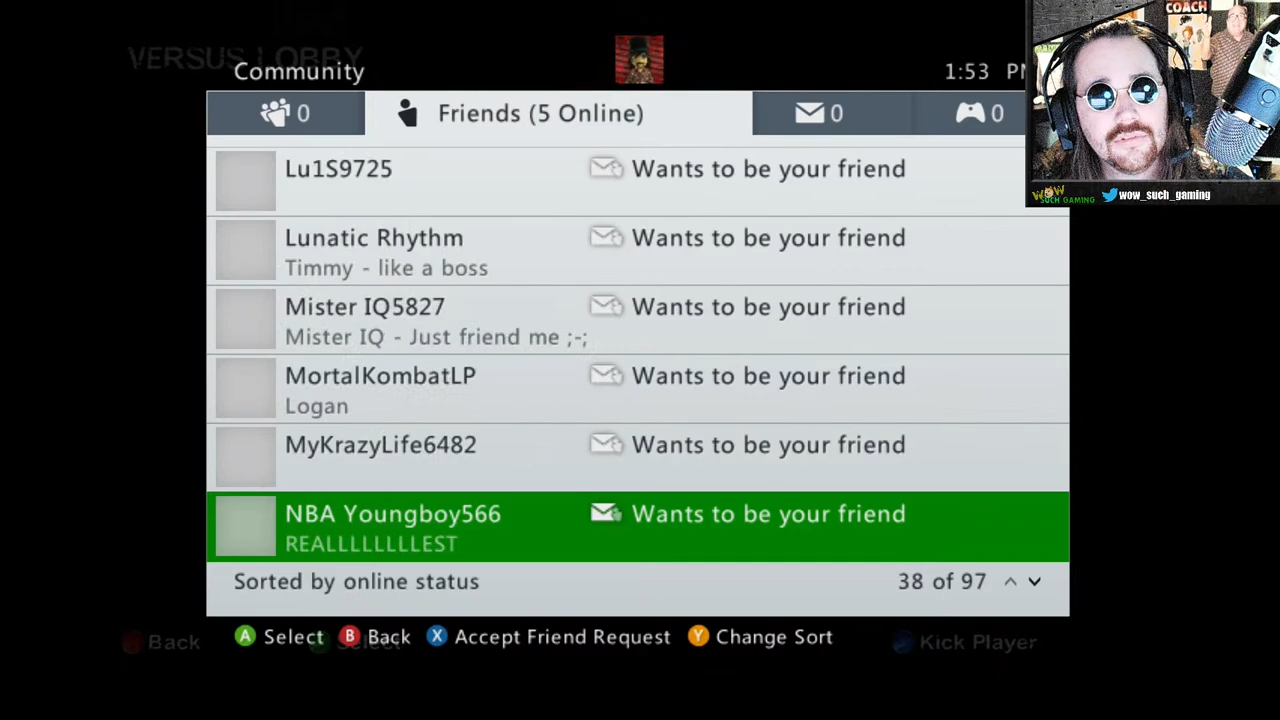 VERSUS LOBBY
Community
1:53 PM
0
Friends (5 Online)
0
0
Lu1S9725
Wants to be your friend
Lunatic Rhythm
Wants to be your friend
Timmy - like a boss
Mister IQ5827
Wants to be your friend
Mister IQ - Just friend me ;-;
MortalKombatLP
Wants to be your friend
Logan
MyKrazyLife6482
Wants to be your friend
NBA Youngboy566
Wants to be your friend
REALLLLLLLLEST
Sorted by online status
38 of 97
A Select B Back X Accept Friend Request Y Change Sort
Back
Select
Kick Player
COACH
WOW
SUCH GAMING
wow_such_gaming